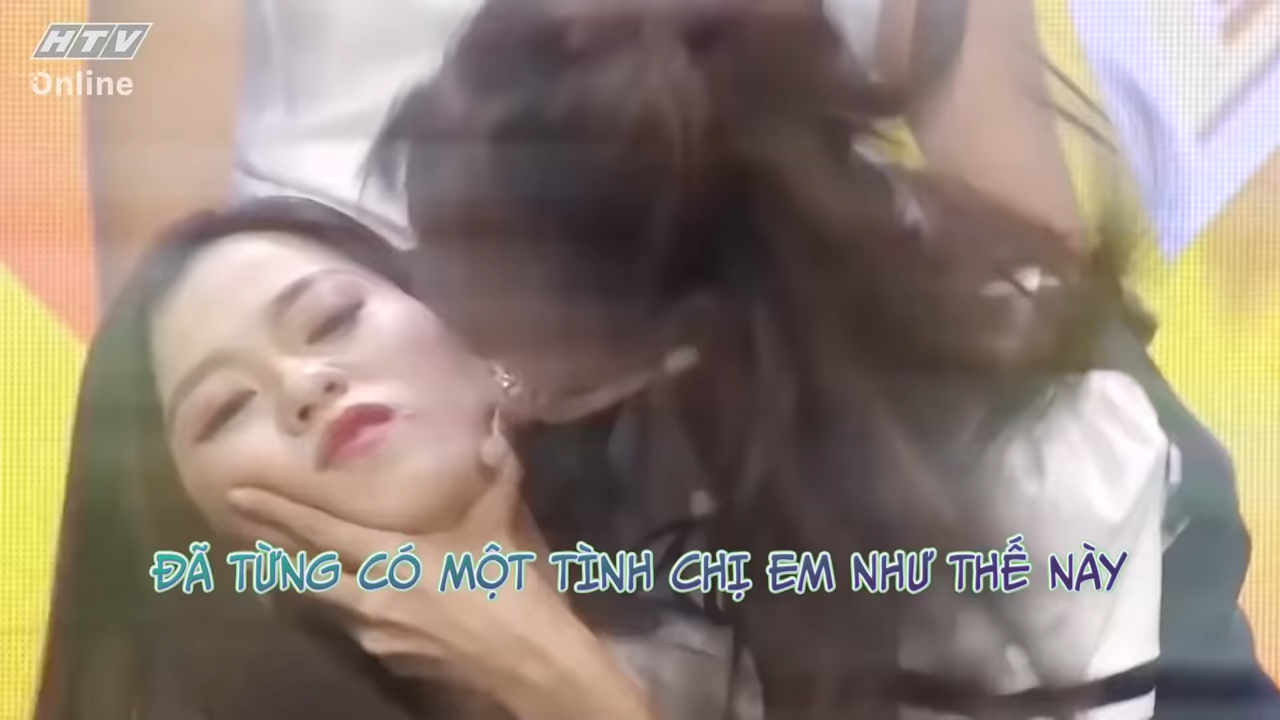 HTV
Online
ĐÃ TỪNG CÓ MỘT TÌNH CHỊ EM NHƯ THẾ NÀY